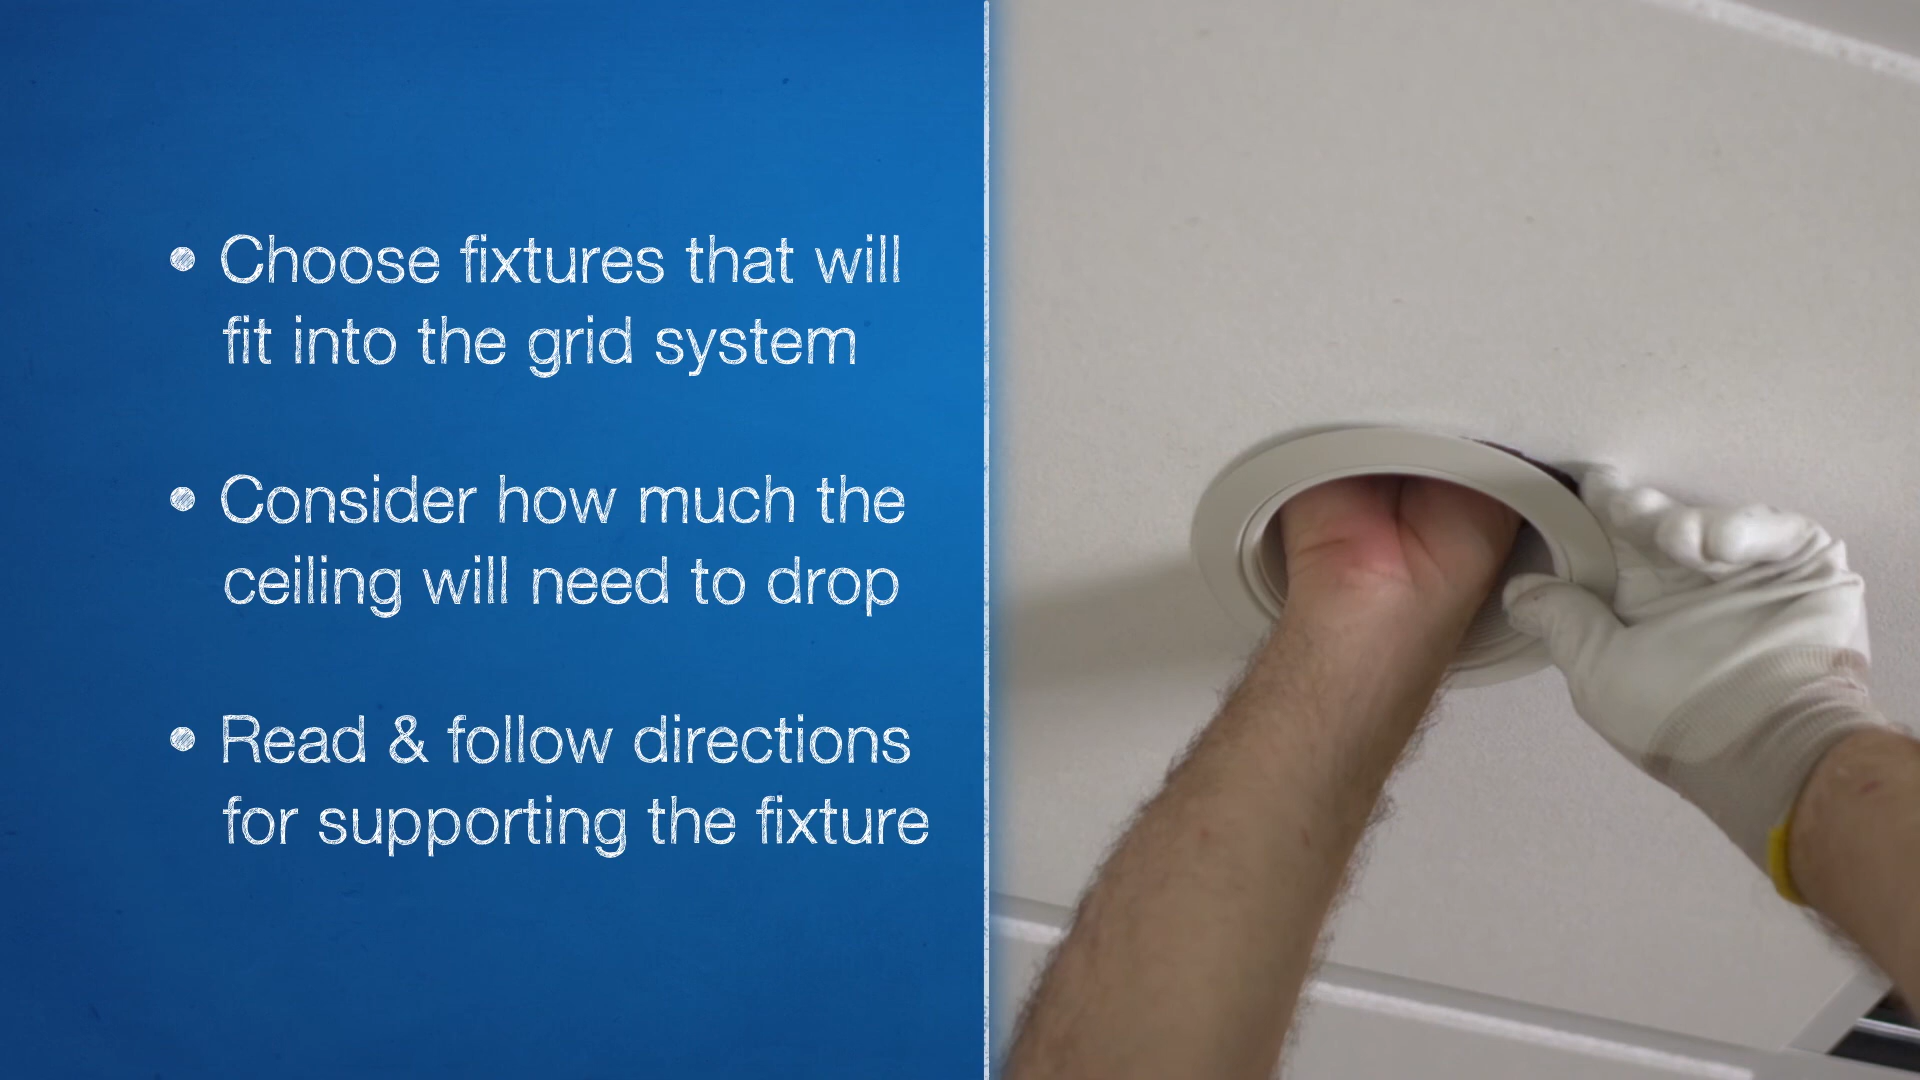 • Choose fixtures that will
fit into the grid system
• Consider how much the
ceiling will need to drop
• Read & follow directions
for supporting the fixture